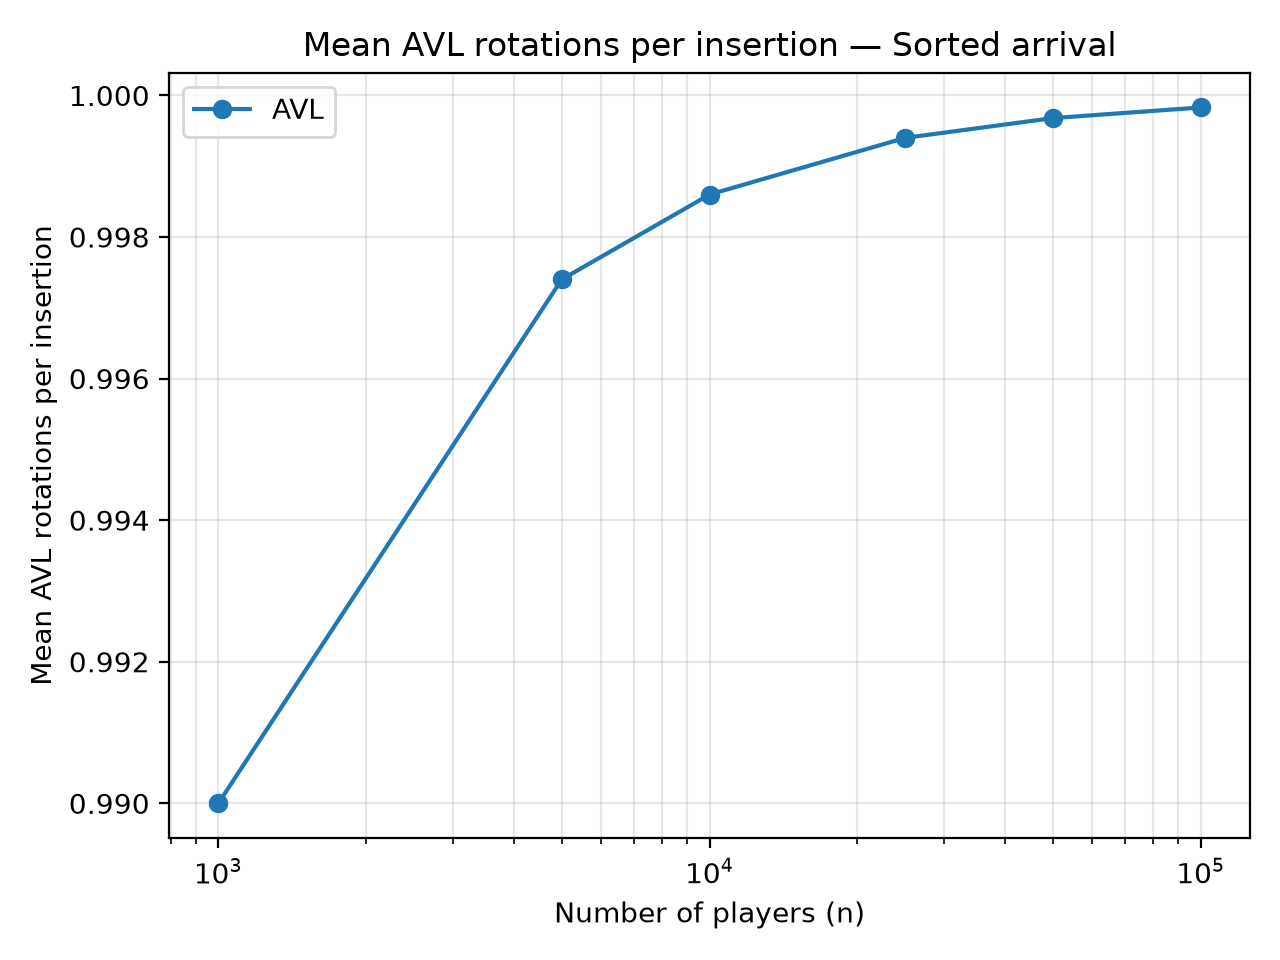 Mean AVL rotations per insertion — Sorted arrival
AVL
Mean AVL rotations per insertion
1.000
0.998
0.996
0.994
0.992
0.990
10³
10⁴
10⁵
Number of players (n)